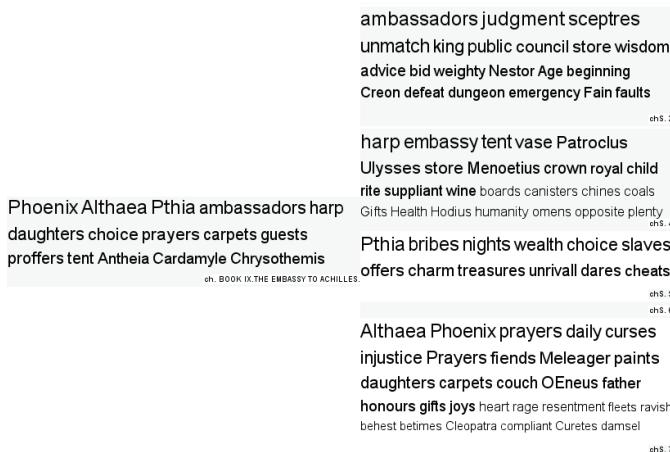 Phoenix Althaea Pthia ambassadors harp
daughters choice prayers carpets guests
proffers tent Antheia Cardamyle Chrysothemis
ch. BOOK IX.THE EMBASSY TO ACHILLES.
ambassadors judgment sceptres
unmatch king public council store wisdom
advice bid weighty Nestor Age beginning
Creon defeat dungeon emergency Fain faults
chS.
harp embassy tent vase Patroclus
Ulysses store Menoetius crown royal child
rite suppliant wine boards canisters chines coals
Gifts Health Hodius humanity omens opposite plenty
chS.
Pthia bribes nights wealth choice slaves
offers charm treasures unrivall dares cheats
chS.
chS.
Althaea Phoenix prayers daily curses
injustice Prayers fiends Meleager paints
daughters carpets couch OEneus father
honours gifts joys heart rage resentment fleets ravish
behest betimes Cleopatra compliant Curetes damsel
chS.